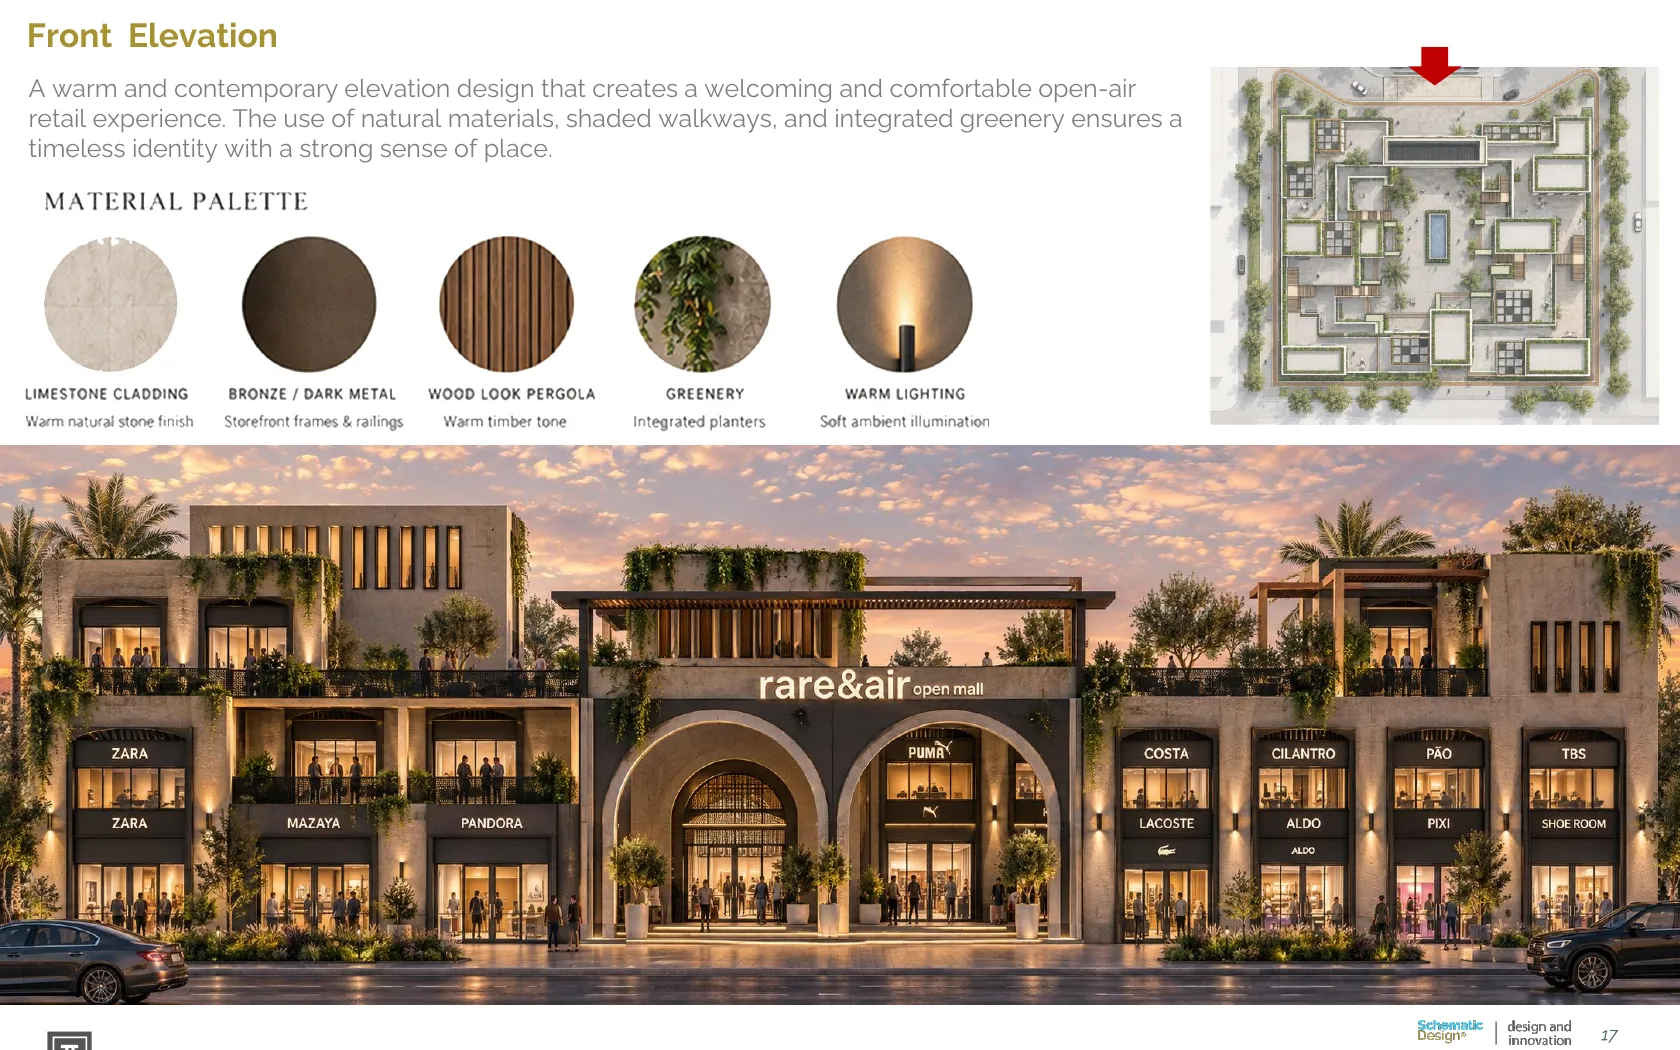 Front Elevation
A warm and contemporary elevation design that creates a welcoming and comfortable open-air
retail experience. The use of natural materials, shaded walkways, and integrated greenery ensures a
timeless identity with a strong sense of place.
MATERIAL PALETTE
LIMESTONE CLADDING
Warm natural stone finish
BRONZE / DARK METAL
Storefront frames & railings
WOOD LOOK PERGOLA
Warm timber tone
GREENERY
Integrated planters
WARM LIGHTING
Soft ambient illumination
rare&air open mall
ZARA
ZARA
MAZAYA
PANDORA
PUMA
COSTA
CILANTRO
PÃO
TBS
LACOSTE
ALDO
PIXI
SHOE ROOM
ALDO
Schematic
Design®
design and
innovation
17